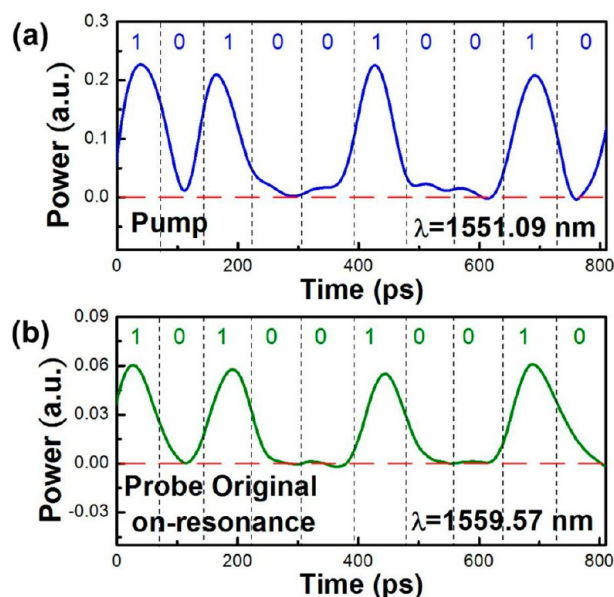 (a)
0.3
0.2
0.1
0.0
Power (a.u.)
1 0 1 0 0 1 0 0 1 0
Pump
λ=1551.09 nm
0 200 400 600 800
Time (ps)
(b)
0.09
0.06
0.03
0.00
-0.03
Power (a.u.)
1 0 1 0 0 1 0 0 1 0
Probe Original
on-resonance
λ=1559.57 nm
0 200 400 600 800
Time (ps)